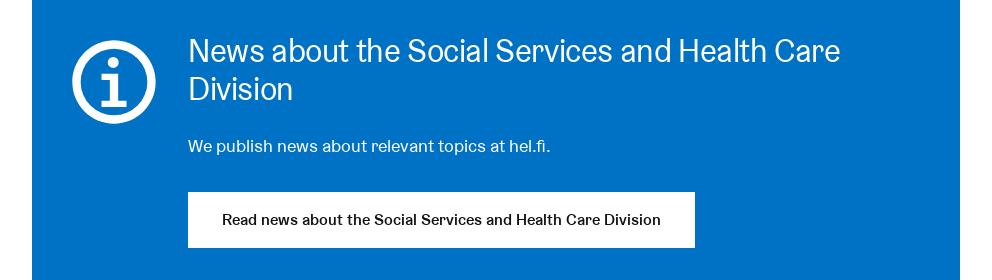 News about the Social Services and Health Care
Division
We publish news about relevant topics at hel.fi.
Read news about the Social Services and Health Care Division